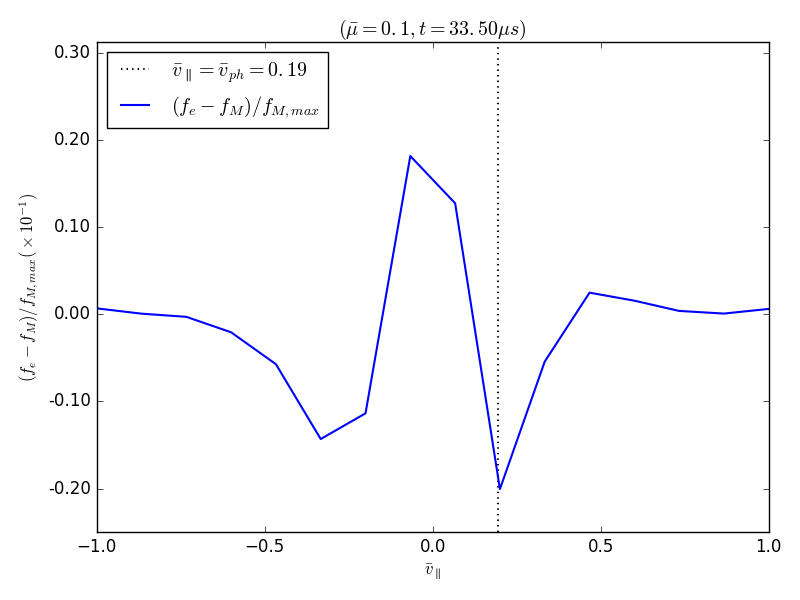 (μ̄ = 0.1, t = 33.50μs)
v̄∥ = v̄ph = 0.19
(fe − fM)/fM,max
0.30
0.20
0.10
0.00
-0.10
-0.20
(fe − fM)/fM,max(×10⁻¹)
−1.0 −0.5 0.0 0.5 1.0
v̄∥